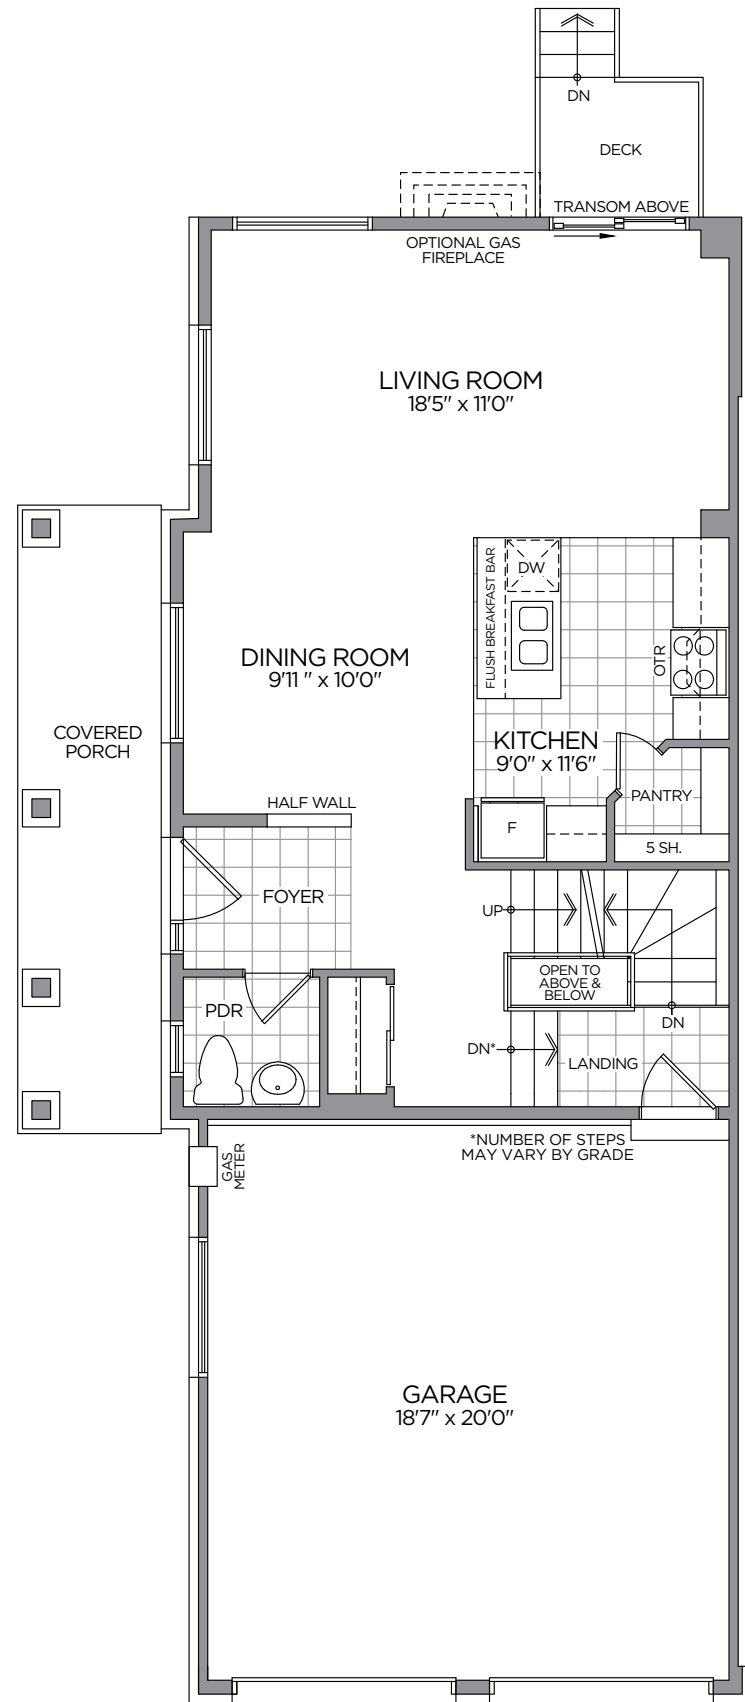 DN
DECK
TRANSOM ABOVE
OPTIONAL GAS
FIREPLACE
LIVING ROOM
18'5" x 11'0"
FLUSH BREAKFAST BAR
DW
OTR
DINING ROOM
9'11 " x 10'0"
COVERED
PORCH
KITCHEN
9'0" x 11'6"
PANTRY
HALF WALL
F
5 SH.
FOYER
UP
OPEN TO
ABOVE &
BELOW
PDR
DN
DN*
LANDING
*NUMBER OF STEPS
MAY VARY BY GRADE
GAS
METER
GARAGE
18'7" x 20'0"